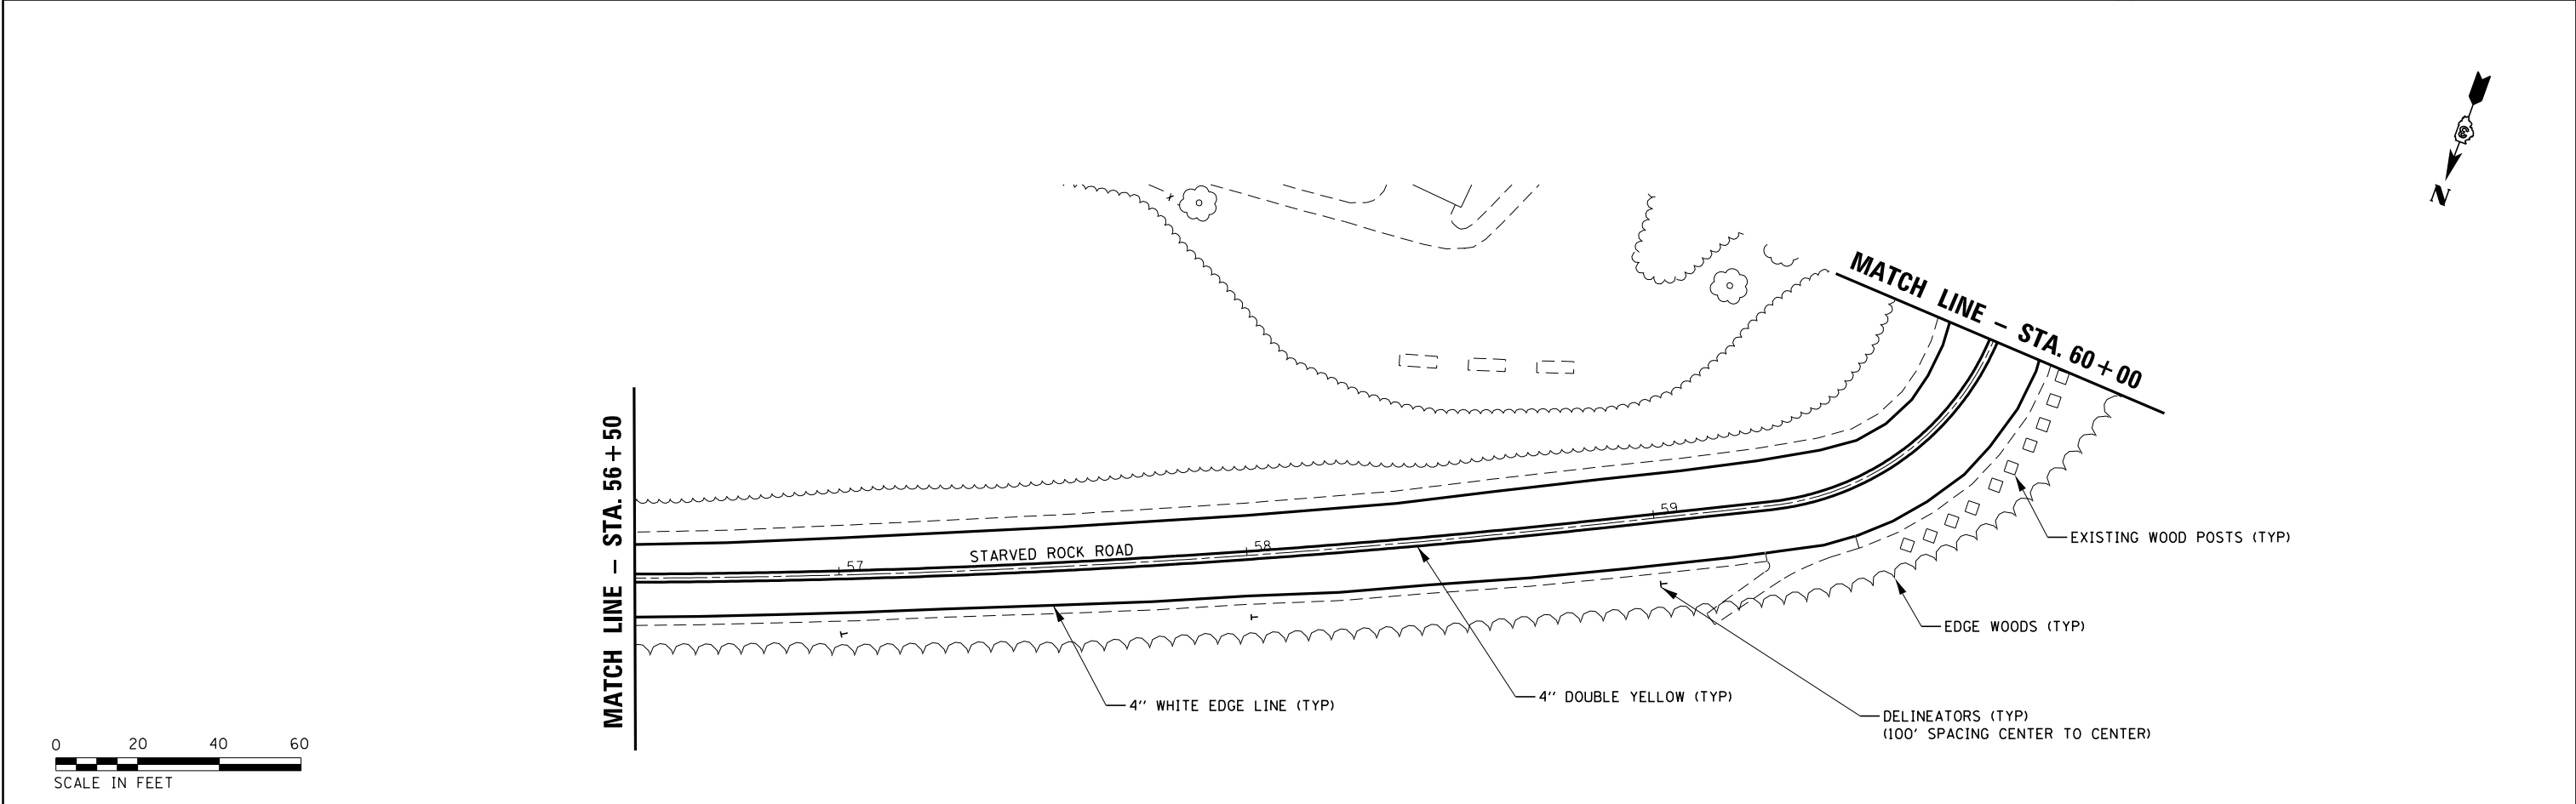 N
MATCH LINE - STA. 60+00
MATCH LINE - STA. 56+50
57
STARVED ROCK ROAD
58
59
EXISTING WOOD POSTS (TYP)
EDGE WOODS (TYP)
4'' WHITE EDGE LINE (TYP)
4'' DOUBLE YELLOW (TYP)
DELINEATORS (TYP)
(100' SPACING CENTER TO CENTER)
0 20 40 60
SCALE IN FEET